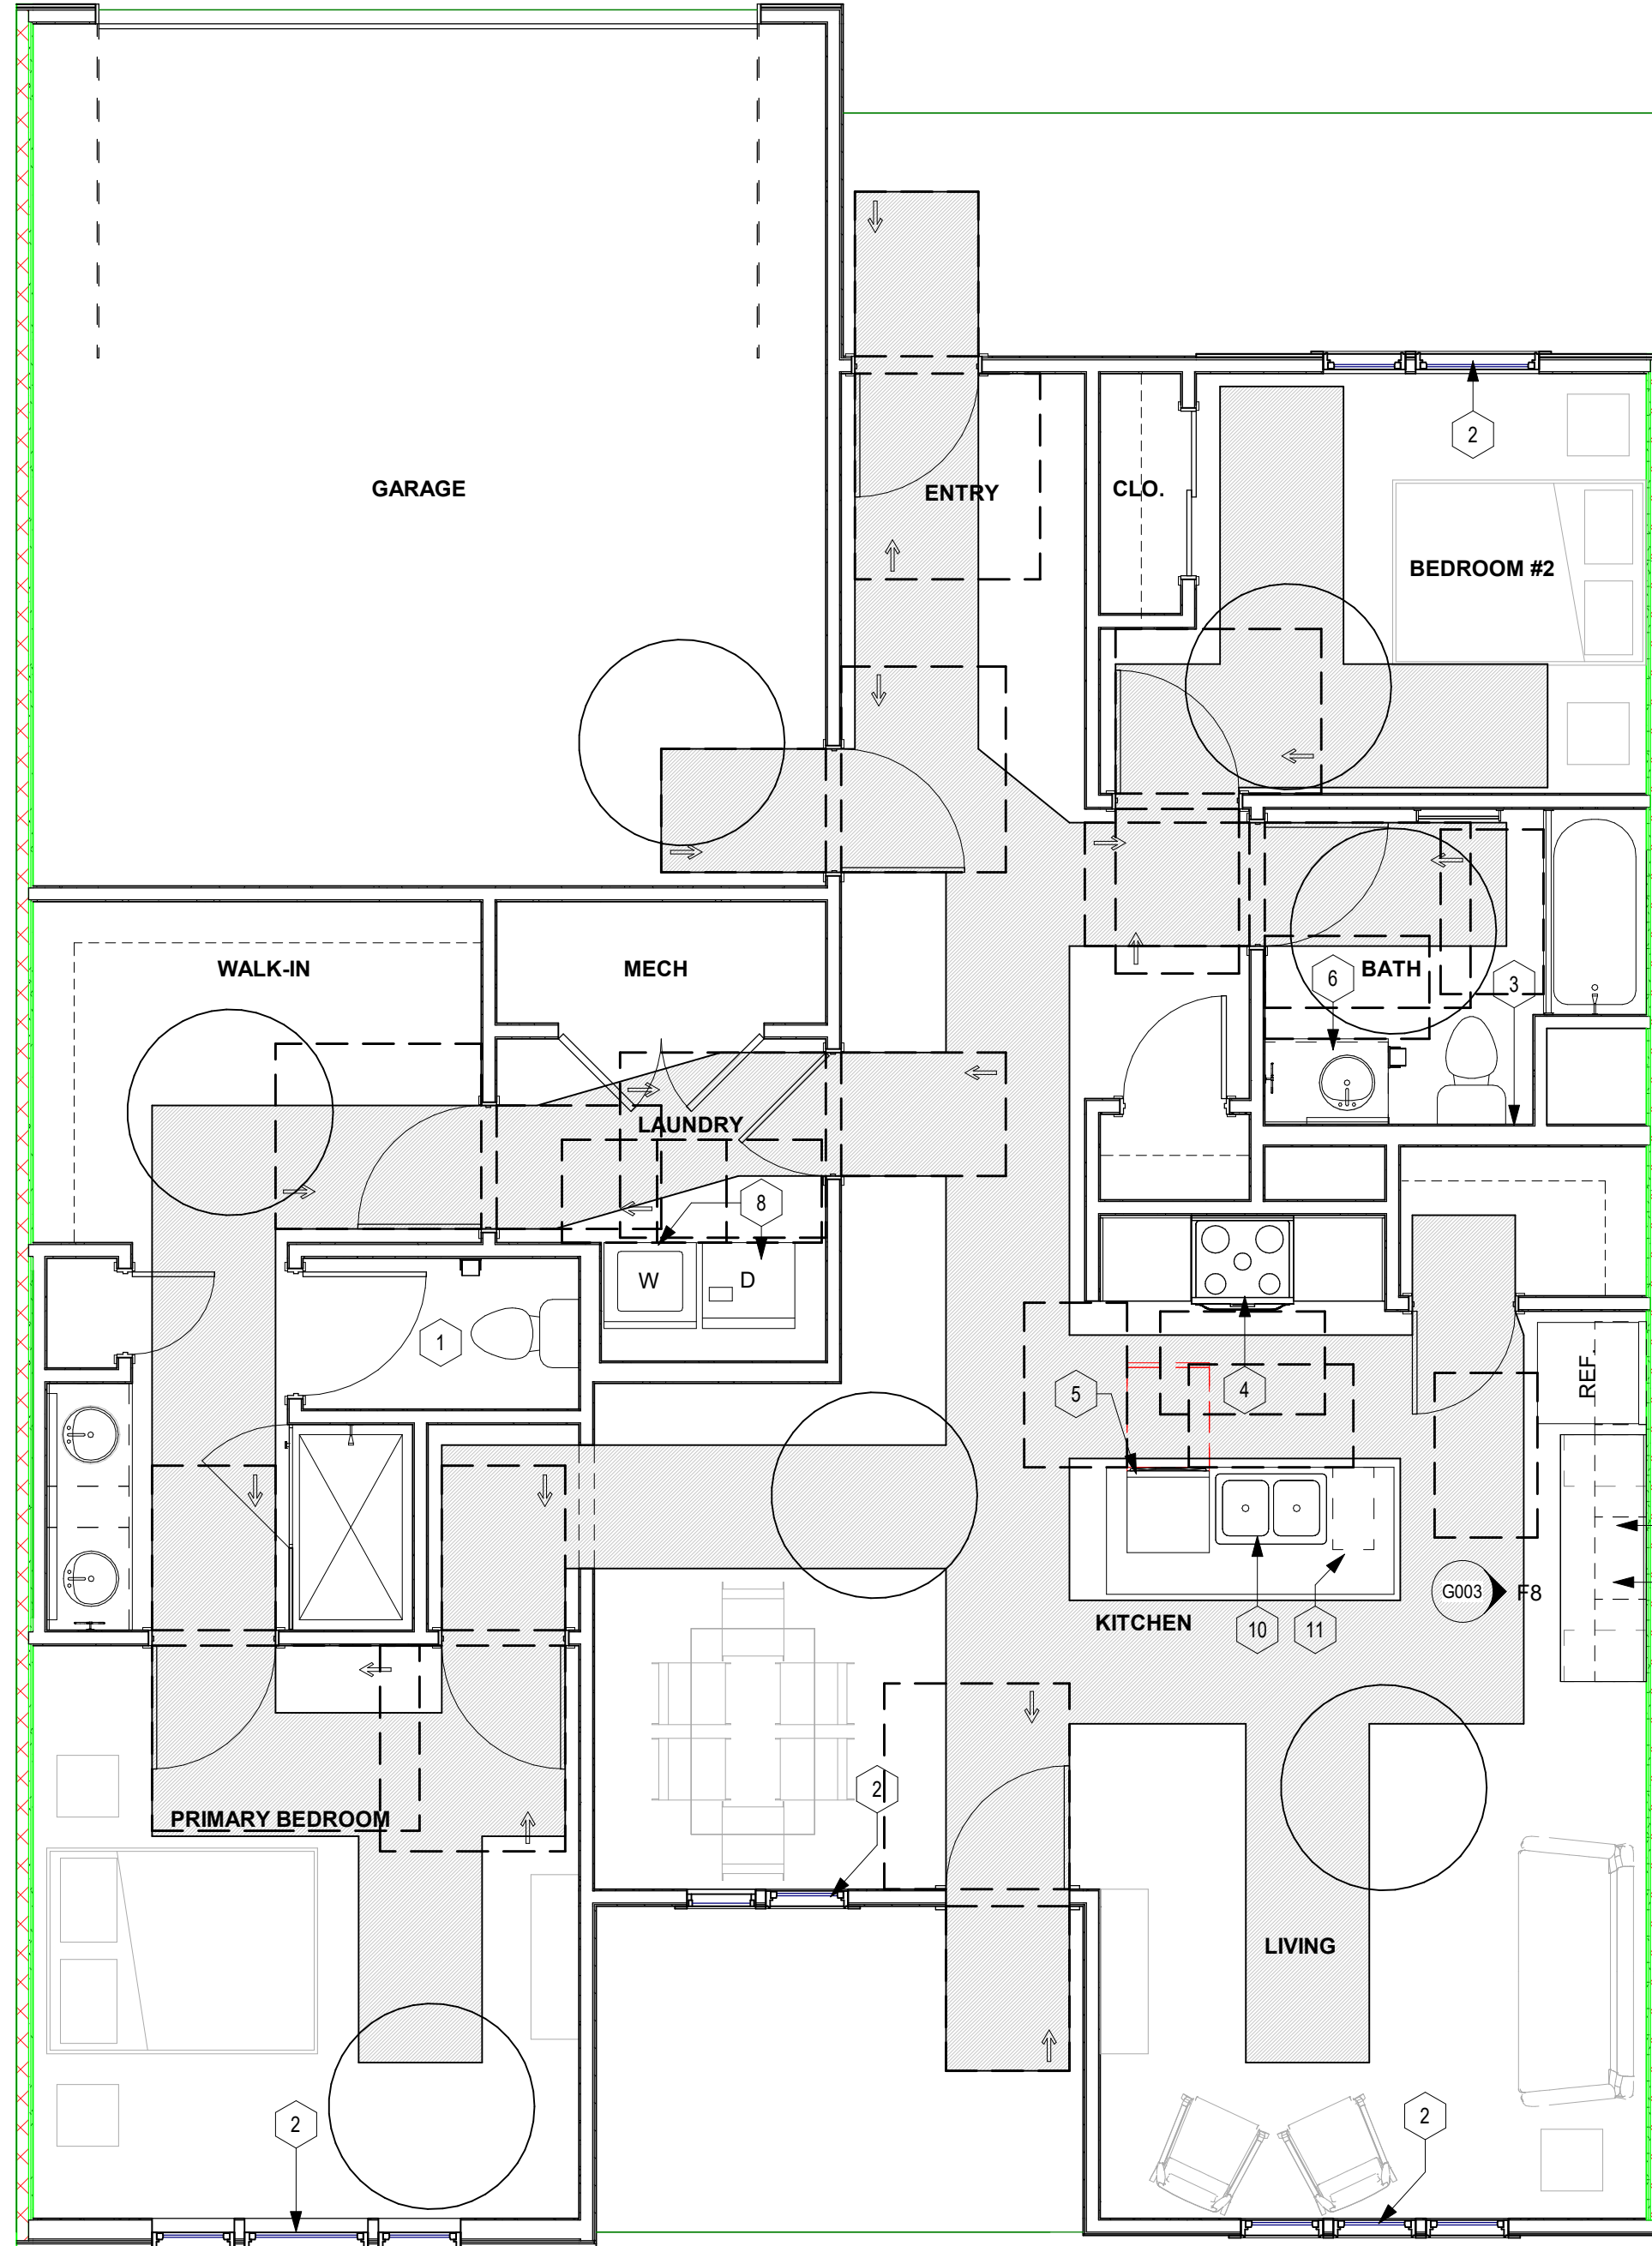 2
GARAGE
ENTRY
CLO.
BEDROOM #2
WALK-IN
MECH
6
BATH
3
LAUNDRY
8
W
D
1
5
4
REF.
G003
F8
KITCHEN
10
11
2
PRIMARY BEDROOM
LIVING
2
2